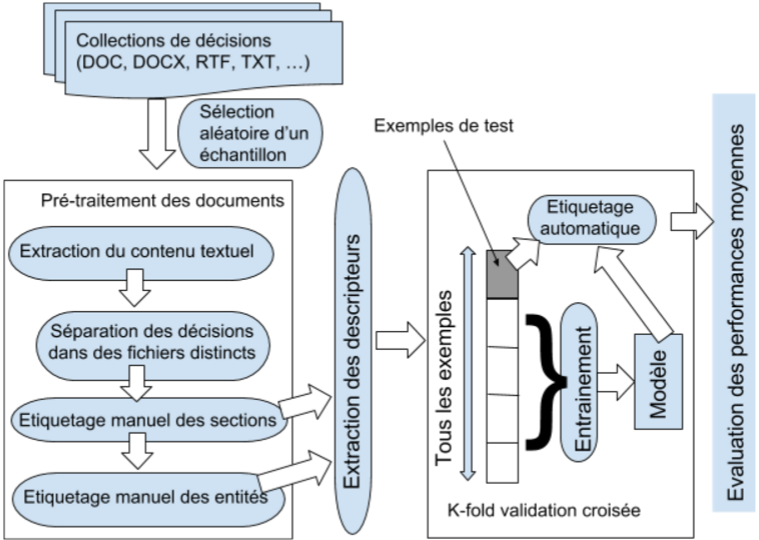 Collections de décisions
(DOC, DOCX, RTF, TXT, …)
Sélection
aléatoire d'un
échantillon
Pré-traitement des documents
Extraction du contenu textuel
Séparation des décisions
dans des fichiers distincts
Etiquetage manuel des sections
Etiquetage manuel des entités
Extraction des descripteurs
Exemples de test
Etiquetage
automatique
Tous les exemples
Entrainement
Modèle
K-fold validation croisée
Evaluation des performances moyennes